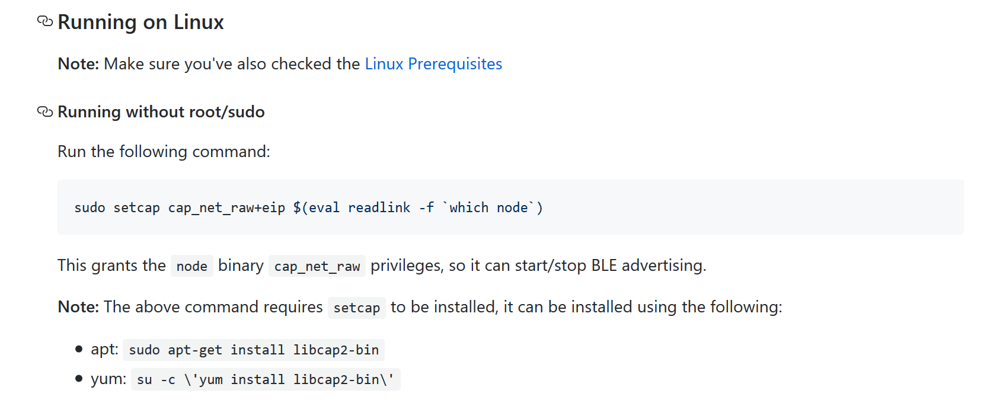 Running on Linux
Note: Make sure you've also checked the Linux Prerequisites
Running without root/sudo
Run the following command:
sudo setcap cap_net_raw+eip $(eval readlink -f `which node`)
This grants the node binary cap_net_raw privileges, so it can start/stop BLE advertising.
Note: The above command requires setcap to be installed, it can be installed using the following:
• apt: sudo apt-get install libcap2-bin
• yum: su -c \'yum install libcap2-bin\'